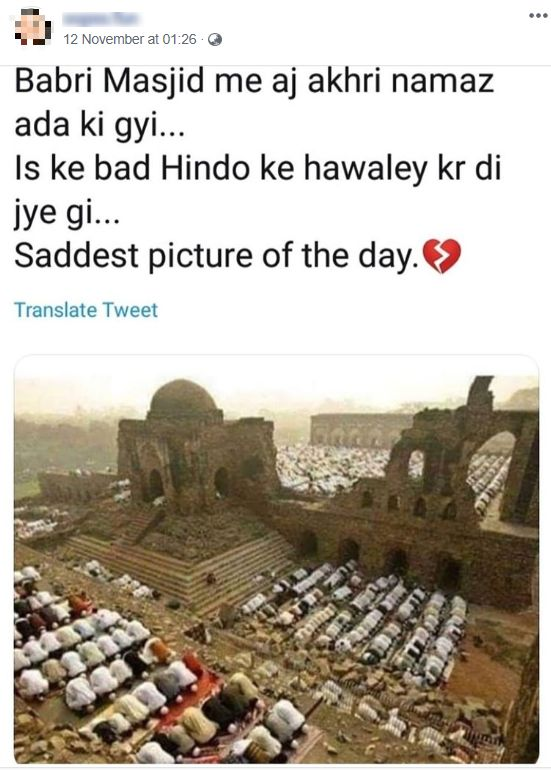 12 November at 01:26 ·
Babri Masjid me aj akhri namaz
ada ki gyi...
Is ke bad Hindo ke hawaley kr di
jye gi...
Saddest picture of the day.💔
Translate Tweet